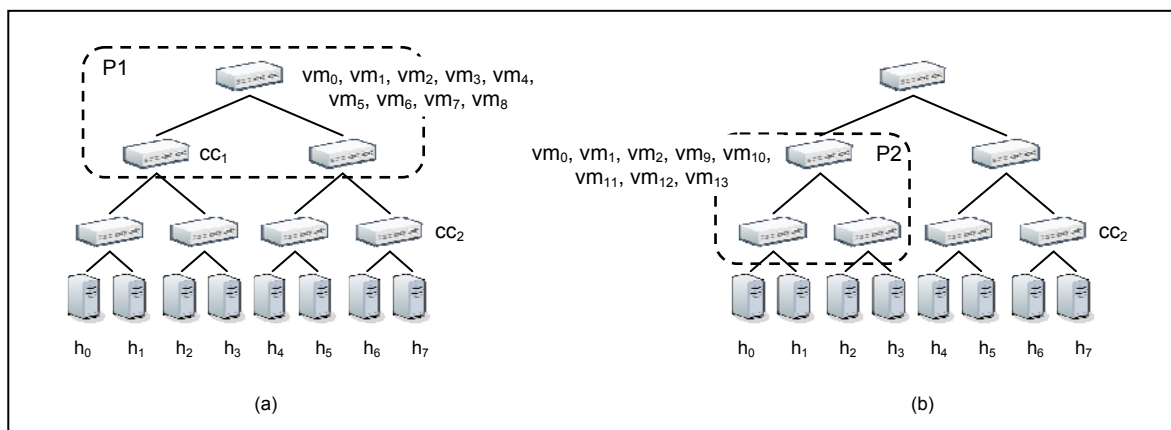 P1
vm₀, vm₁, vm₂, vm₃, vm₄,
vm₅, vm₆, vm₇, vm₈
cc₁
cc₂
h₀ h₁ h₂ h₃ h₄ h₅ h₆ h₇
(a)
vm₀, vm₁, vm₂, vm₉, vm₁₀,
vm₁₁, vm₁₂, vm₁₃
P2
cc₂
h₀ h₁ h₂ h₃ h₄ h₅ h₆ h₇
(b)